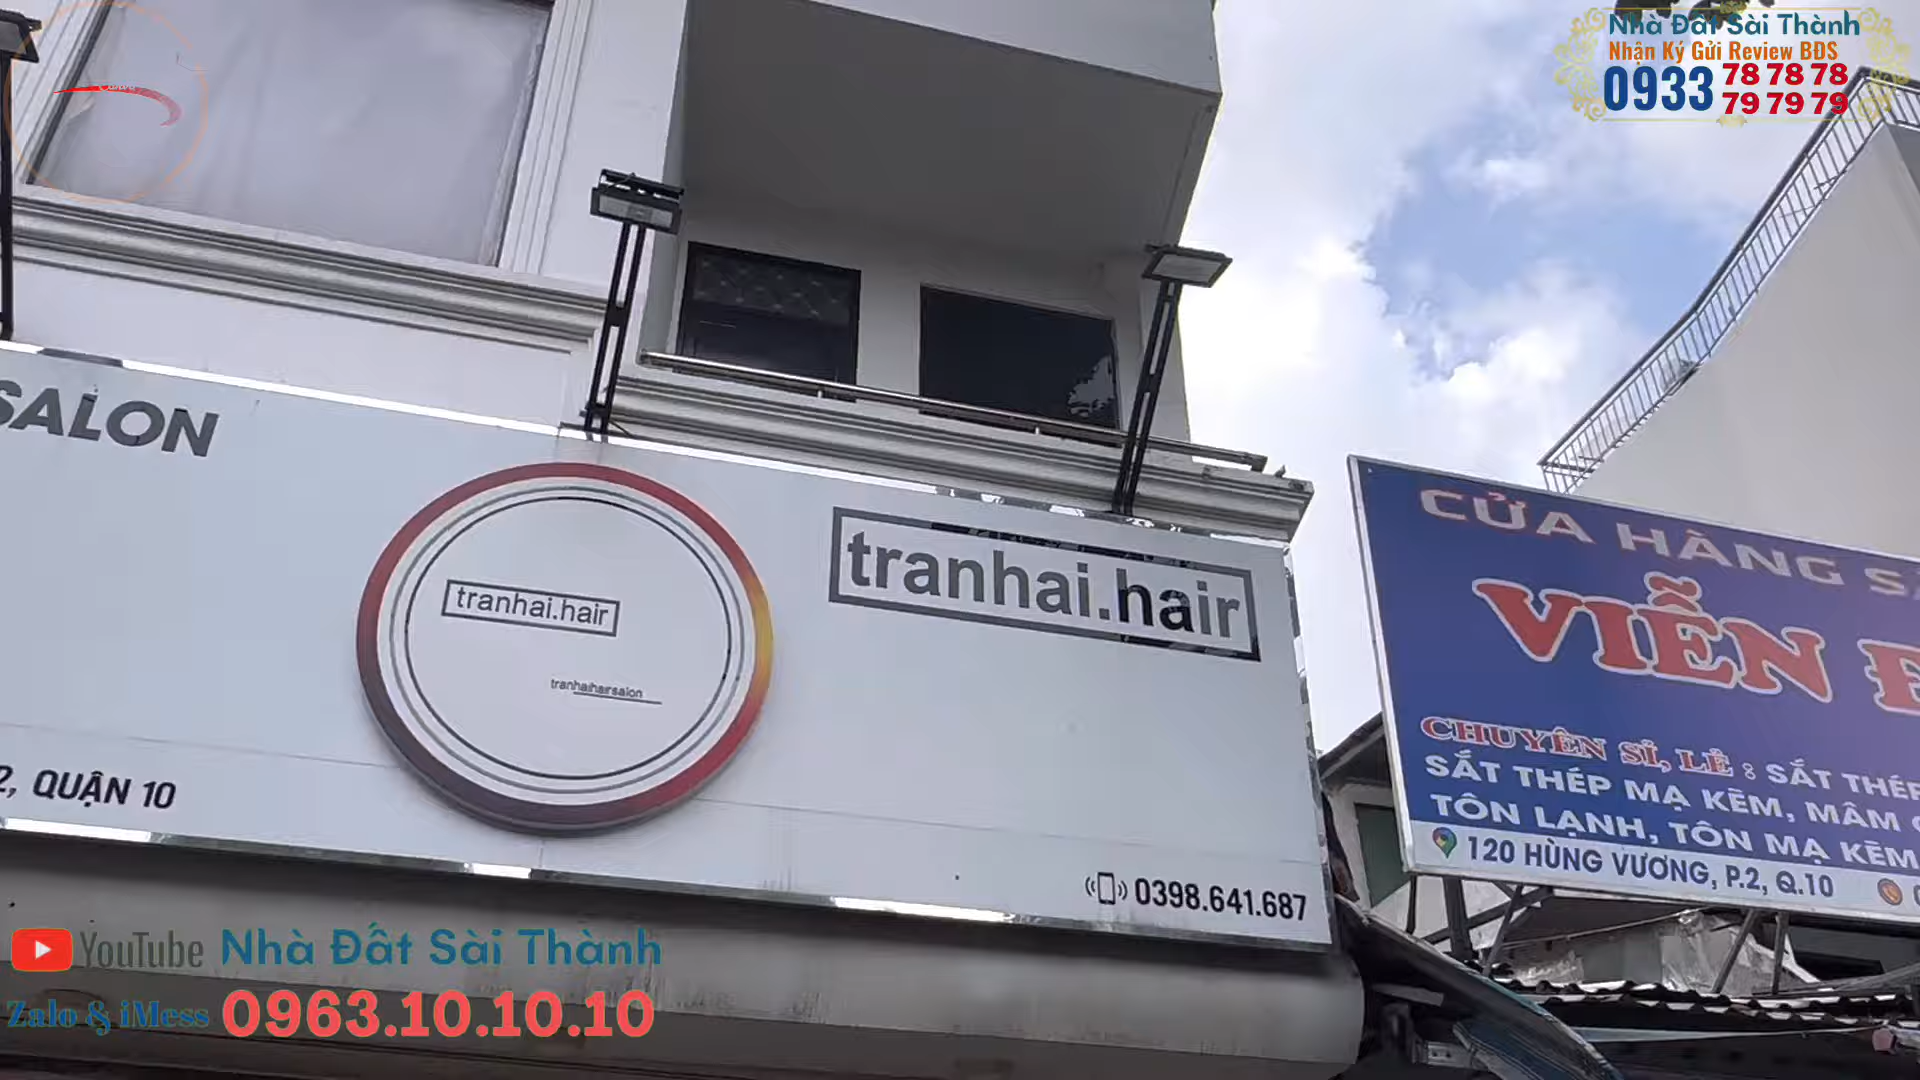 Nhà Đất Sài Thành
Nhận Ký Gửi Review BĐS
0933 78 78 78
79 79 79
SALON
tranhai.hair
tranhaihairsalon
tranhai.hair
2, QUẬN 10
0398.641.687
CỬA HÀNG
VIỄN
CHUYÊN SỈ, LẺ : SẮT THÉP
SẮT THÉP MẠ KẼM, MÂM
TÔN LẠNH, TÔN MẠ KẼM
120 HÙNG VƯƠNG, P.2, Q.10
YouTube Nhà Đất Sài Thành
Zalo & iMess 0963.10.10.10